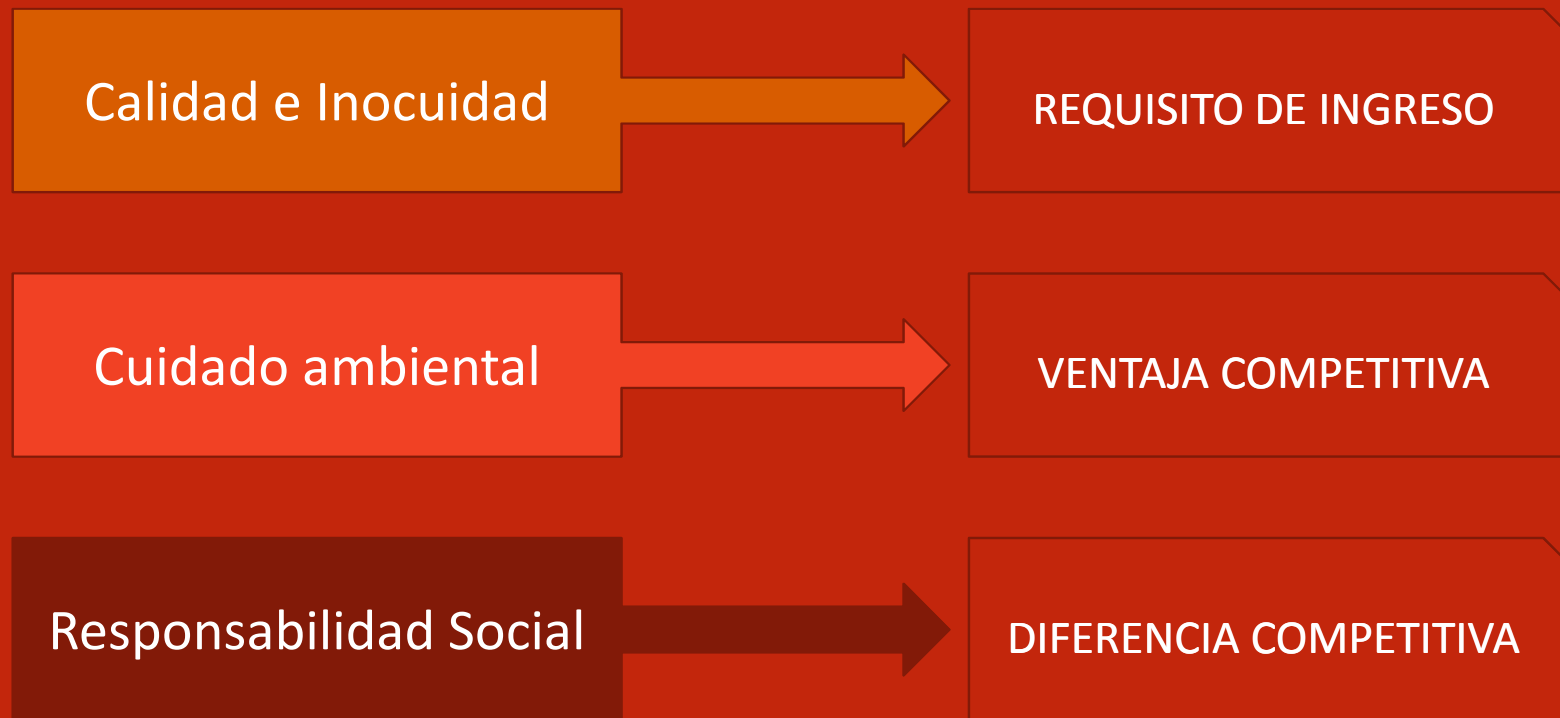 Calidad e Inocuidad
REQUISITO DE INGRESO
Cuidado ambiental
VENTAJA COMPETITIVA
Responsabilidad Social
DIFERENCIA COMPETITIVA